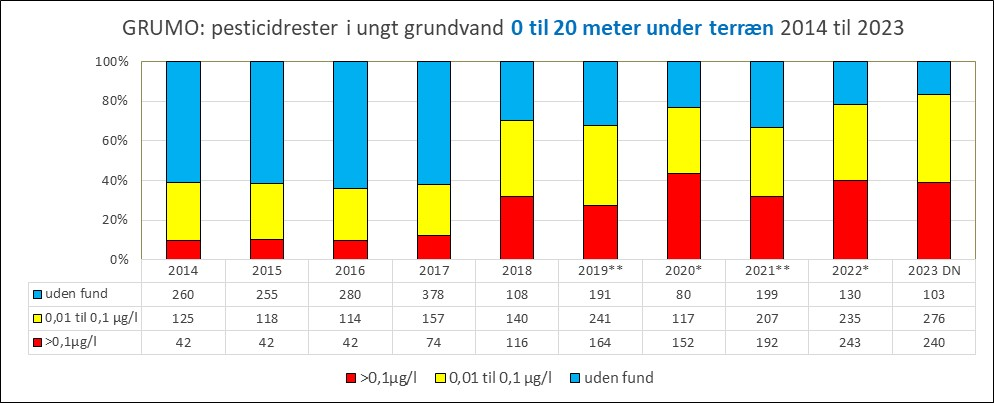 GRUMO: pesticidrester i ungt grundvand 0 til 20 meter under terræn 2014 til 2023
100%
80%
60%
40%
20%
0%
2014 2015 2016 2017 2018 2019** 2020* 2021** 2022* 2023 DN
uden fund 260 255 280 378 108 191 80 199 130 103
0,01 til 0,1 µg/l 125 118 114 157 140 241 117 207 235 276
>0,1µg/l 42 42 42 74 116 164 152 192 243 240
>0,1µg/l 0,01 til 0,1 µg/l uden fund